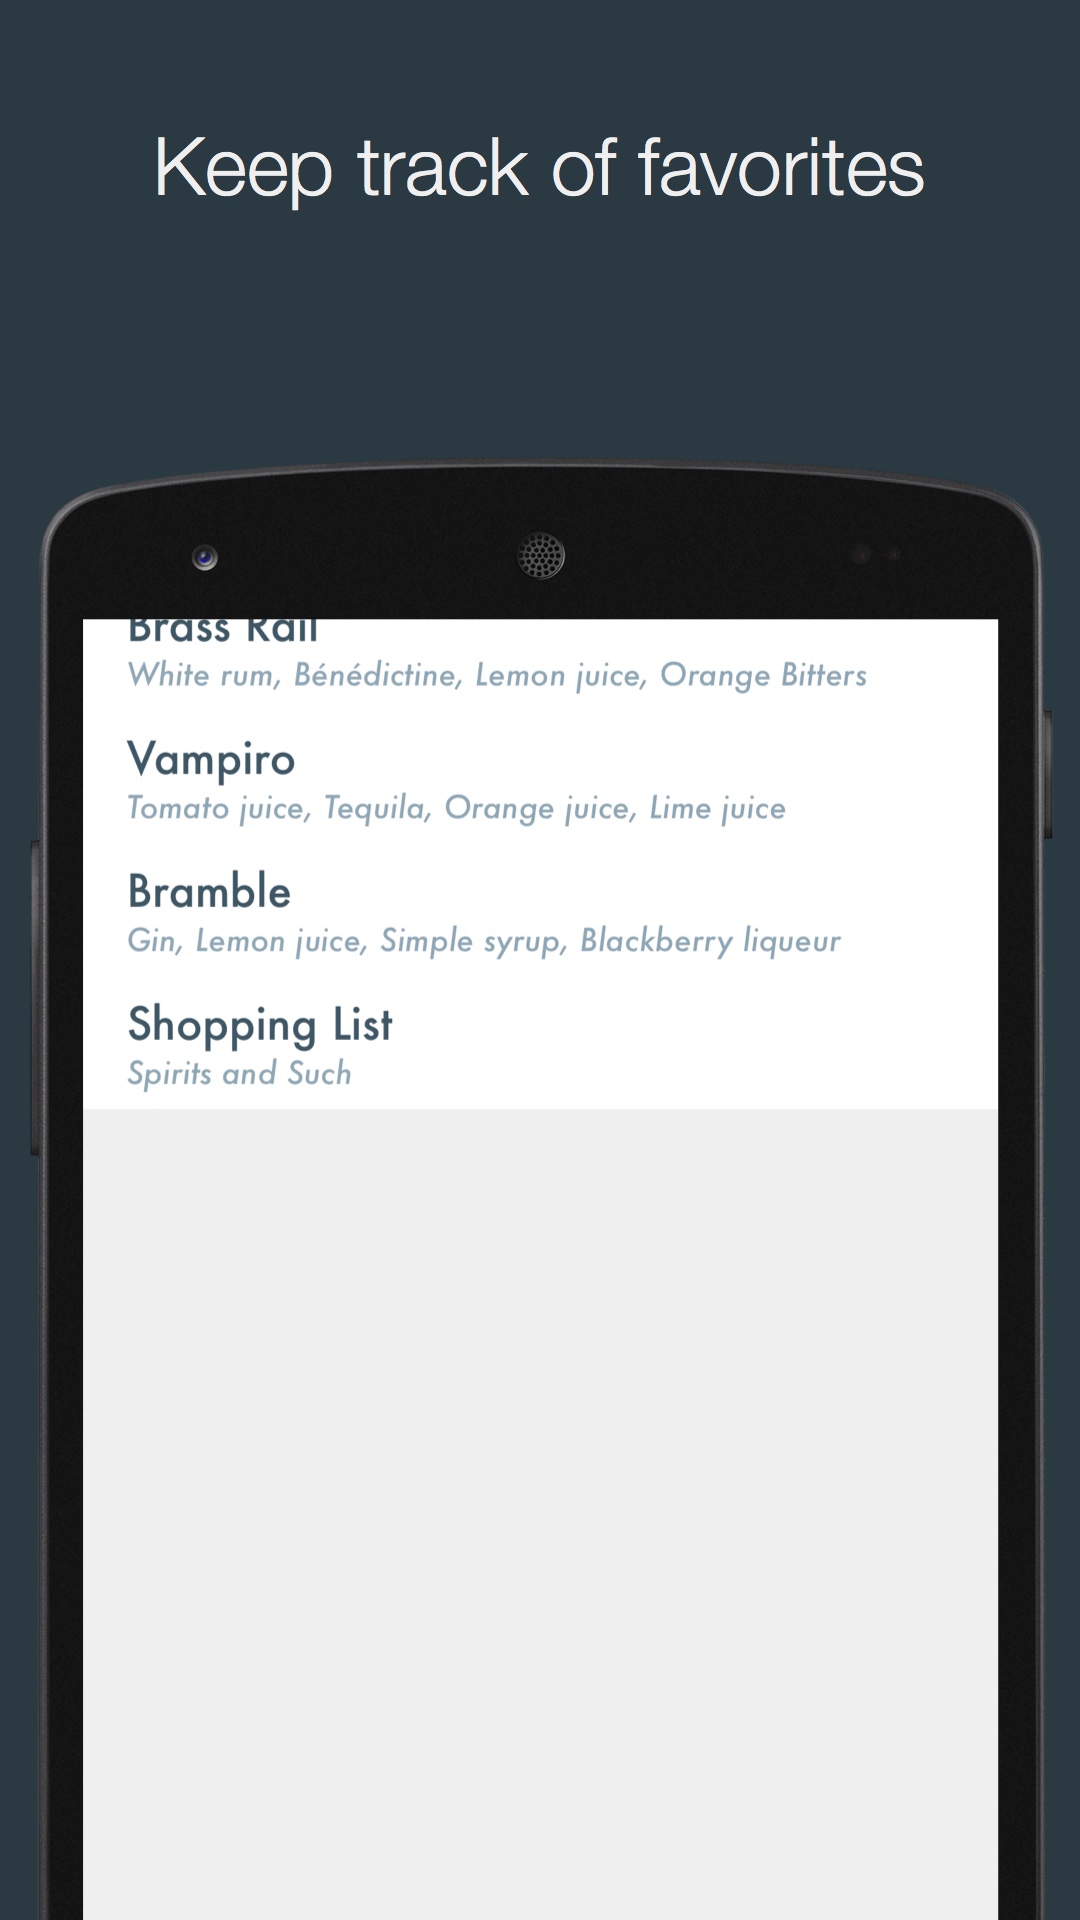 Keep track of favorites
Brass Rail
White rum, Bénédictine, Lemon juice, Orange Bitters
Vampiro
Tomato juice, Tequila, Orange juice, Lime juice
Bramble
Gin, Lemon juice, Simple syrup, Blackberry liqueur
Shopping List
Spirits and Such